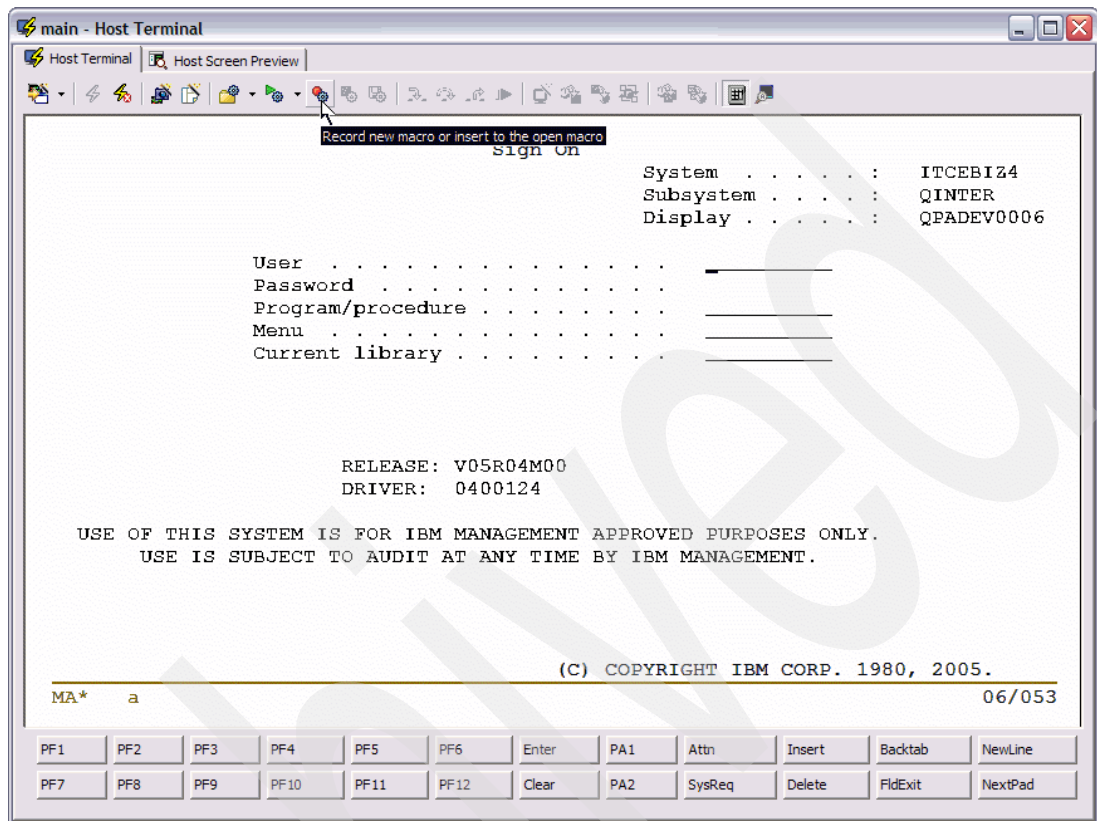 main - Host Terminal
Host Terminal Host Screen Preview
Record new macro or insert to the open macro
Sign On
System . . . . . : ITCEBIZ4
Subsystem . . . . : QINTER
Display . . . . . : QPADEV0006
User . . . . . . . . . . . . . .
Password . . . . . . . . . . . .
Program/procedure . . . . . . . .
Menu . . . . . . . . . . . . . .
Current library . . . . . . . . .
RELEASE: V05R04M00
DRIVER: 0400124
USE OF THIS SYSTEM IS FOR IBM MANAGEMENT APPROVED PURPOSES ONLY.
USE IS SUBJECT TO AUDIT AT ANY TIME BY IBM MANAGEMENT.
(C) COPYRIGHT IBM CORP. 1980, 2005.
MA* a 06/053
PF1 PF2 PF3 PF4 PF5 PF6 Enter PA1 Attn Insert Backtab NewLine
PF7 PF8 PF9 PF10 PF11 PF12 Clear PA2 SysReq Delete FldExit NextPad